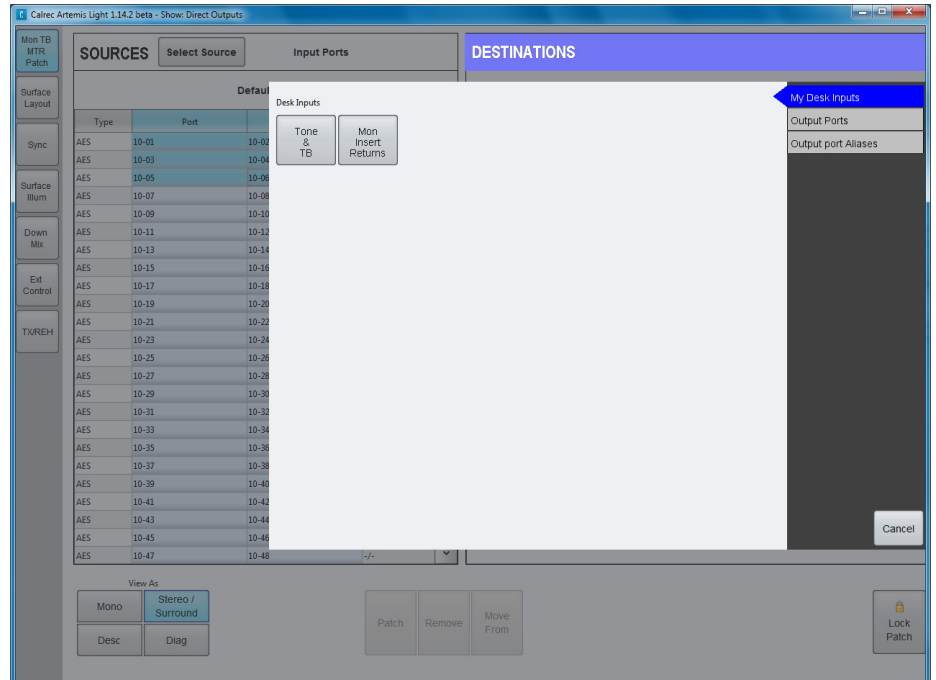 Calrec Artemis Light 1.14.2 beta - Show: Direct Outputs
Mon TB
MTR
Patch
Surface
Layout
Sync
Surface
Illum
Down
Mix
Ext
Control
TX/REH
SOURCES
Select Source
Input Ports
DESTINATIONS
Defaul
Type Port
AES 10-01 10-02
AES 10-03 10-04
AES 10-05 10-06
AES 10-07 10-08
AES 10-09 10-10
AES 10-11 10-12
AES 10-13 10-14
AES 10-15 10-16
AES 10-17 10-18
AES 10-19 10-20
AES 10-21 10-22
AES 10-23 10-24
AES 10-25 10-26
AES 10-27 10-28
AES 10-29 10-30
AES 10-31 10-32
AES 10-33 10-34
AES 10-35 10-36
AES 10-37 10-38
AES 10-39 10-40
AES 10-41 10-42
AES 10-43 10-44
AES 10-45 10-46
AES 10-47 10-48 -/-
Desk Inputs
Tone
&
TB
Mon
Insert
Returns
My Desk Inputs
Output Ports
Output port Aliases
Cancel
View As
Mono
Stereo /
Surround
Desc
Diag
Patch
Remove
Move
From
Lock
Patch